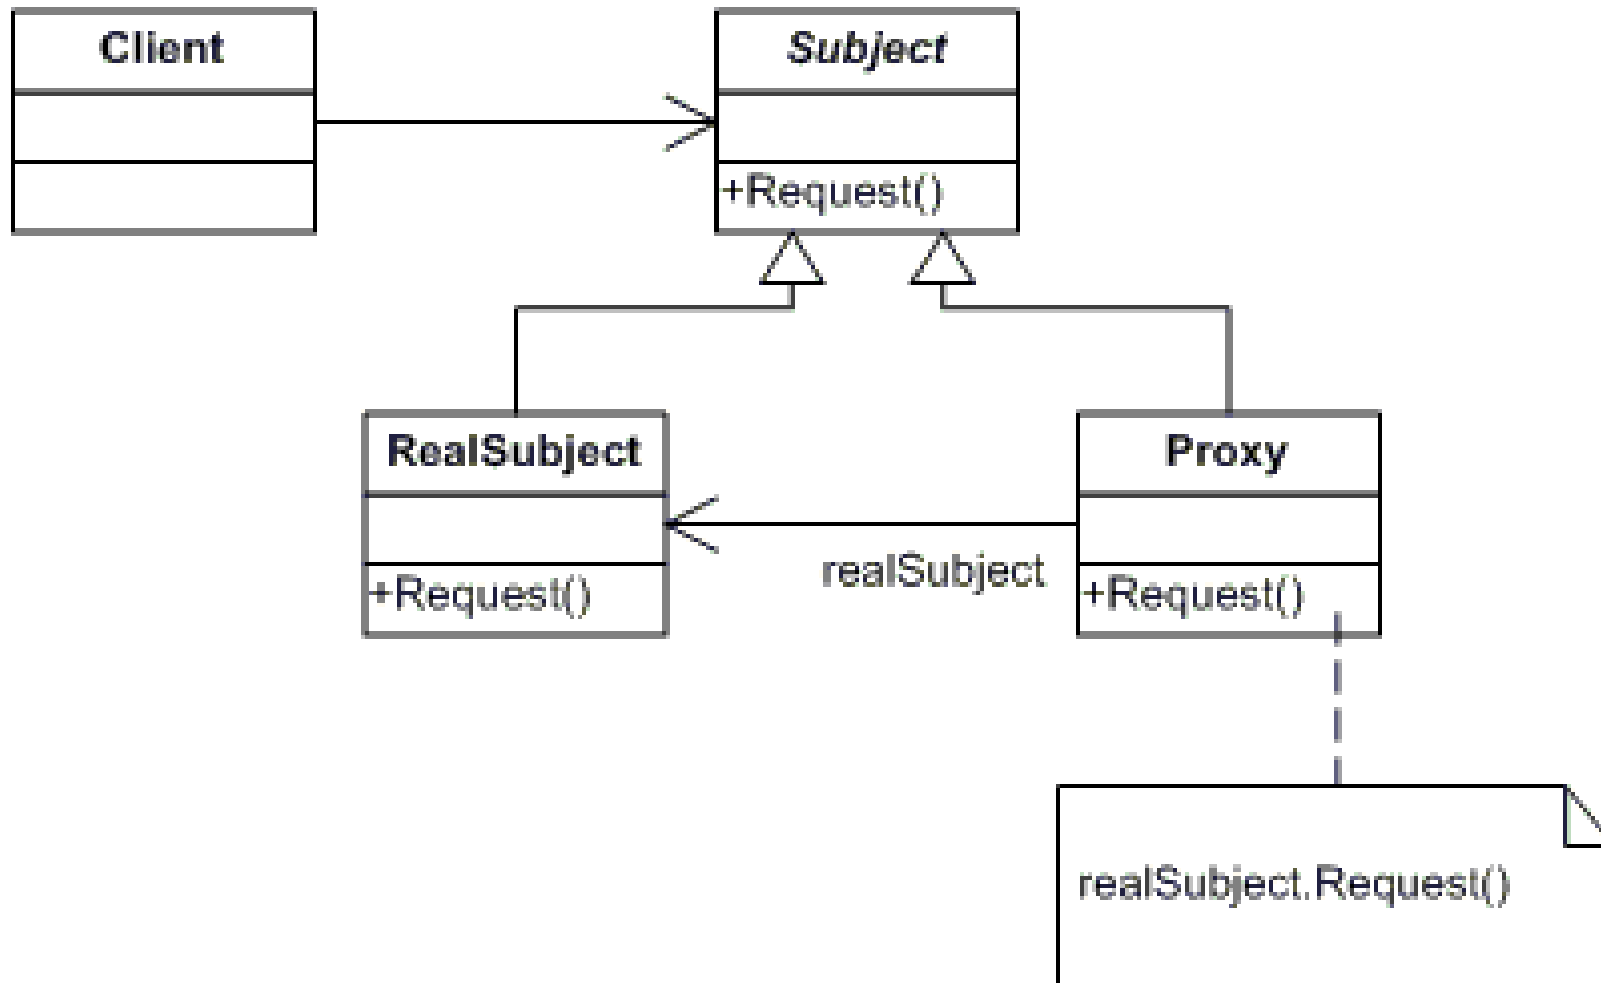 Client
Subject
+Request()
RealSubject
Proxy
realSubject
+Request()
+Request()
realSubject.Request()